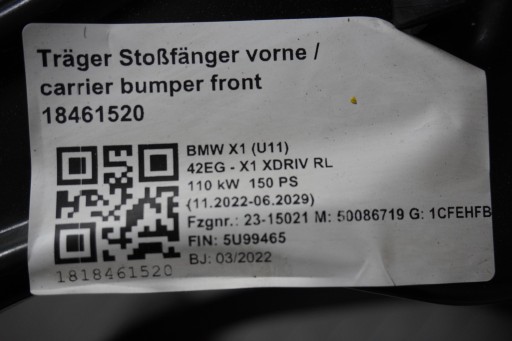 Träger Stoßfänger vorne /
carrier bumper front
18461520
BMW X1 (U11)
42EG - X1 XDRIV RL
110 kW 150 PS
(11.2022-06.2029)
Fzgnr.: 23-15021 M: 50086719 G: 1CFEHFB
FIN: 5U99465
BJ: 03/2022
1818461520